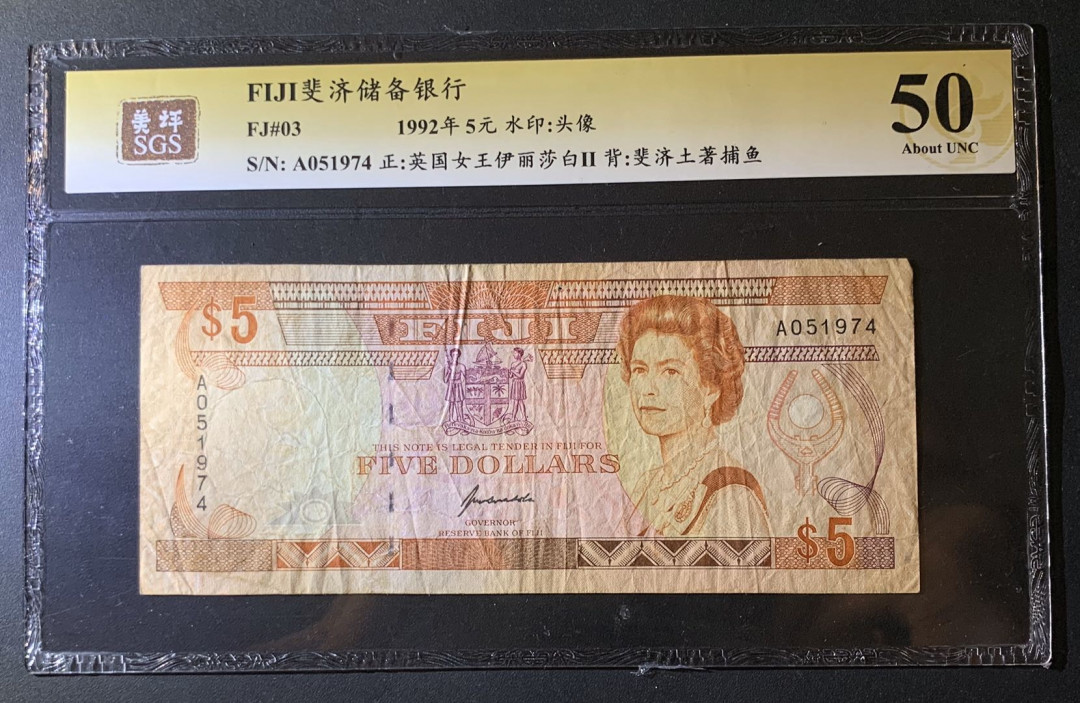 美评
SGS
FIJI斐济储备银行
FJ#03 1992年 5元 水印:头像
S/N: A051974 正:英国女王伊丽莎白II 背:斐济土著捕鱼
50
About UNC
$5
FIJI
A051974
A051974
THIS NOTE IS LEGAL TENDER IN FIJI FOR
FIVE DOLLARS
GOVERNOR
RESERVE BANK OF FIJI
$5